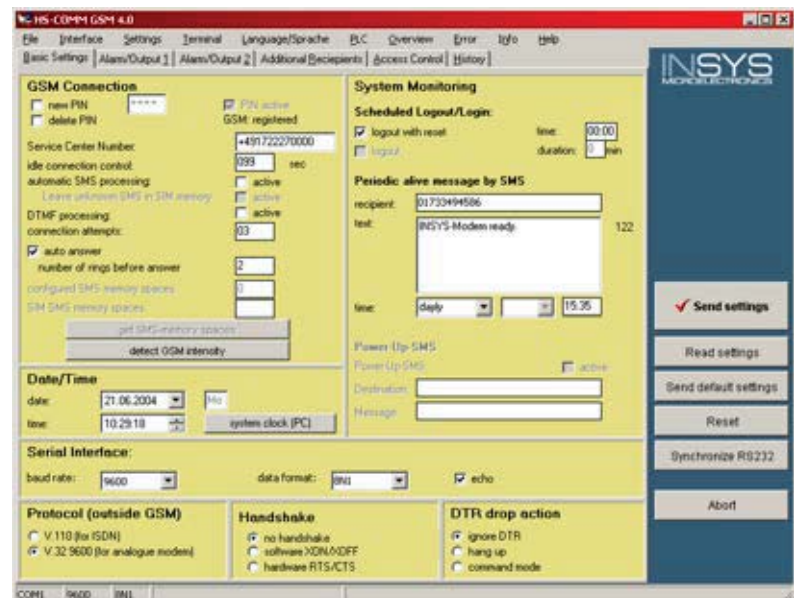 HS-COMM GSM 4.0
File Interface Settings Terminal Language/Sprache PLC Overview Error Info Help
Basic Settings Alarm/Output 1 Alarm/Output 2 Additional Reciepients Access Control History
INSYS
MICROELECTRONICS
GSM Connection
new PIN **** PIN active
delete PIN GSM: registered
Service Center Number: +491722270000
idle connection control: 099 sec
automatic SMS processing: active
Leave unknown SMS in SIM memory active
DTMF processing: active
connection attempts: 03
auto answer
number of rings before answer 2
configured SMS memory spaces 0
SIM SMS memory spaces
get SMS-memory spaces
detect GSM intensity
Date/Time
date: 21.06.2004 Mo
time: 10:29:18 system clock (PC)
System Monitoring
Scheduled Logout/Login:
logout with reset time: 00:00
logout duration: 0 min
Periodic alive message by SMS
recipient: 01733494586
text: INSYS-Modem ready. 122
time: daily 15:35
Power-Up-SMS
Power-Up-SMS active
Destination:
Message:
Serial Interface:
baud rate: 9600 data format: 8N1 echo
Protocol (outside GSM)
V.110 (for ISDN)
V.32 9600 (for analogue modem)
Handshake
no handshake
software XON/XOFF
hardware RTS/CTS
DTR drop action
ignore DTR
hang up
command mode
Send settings
Read settings
Send default settings
Reset
Synchronize RS232
Abort
COM1 9600 8N1